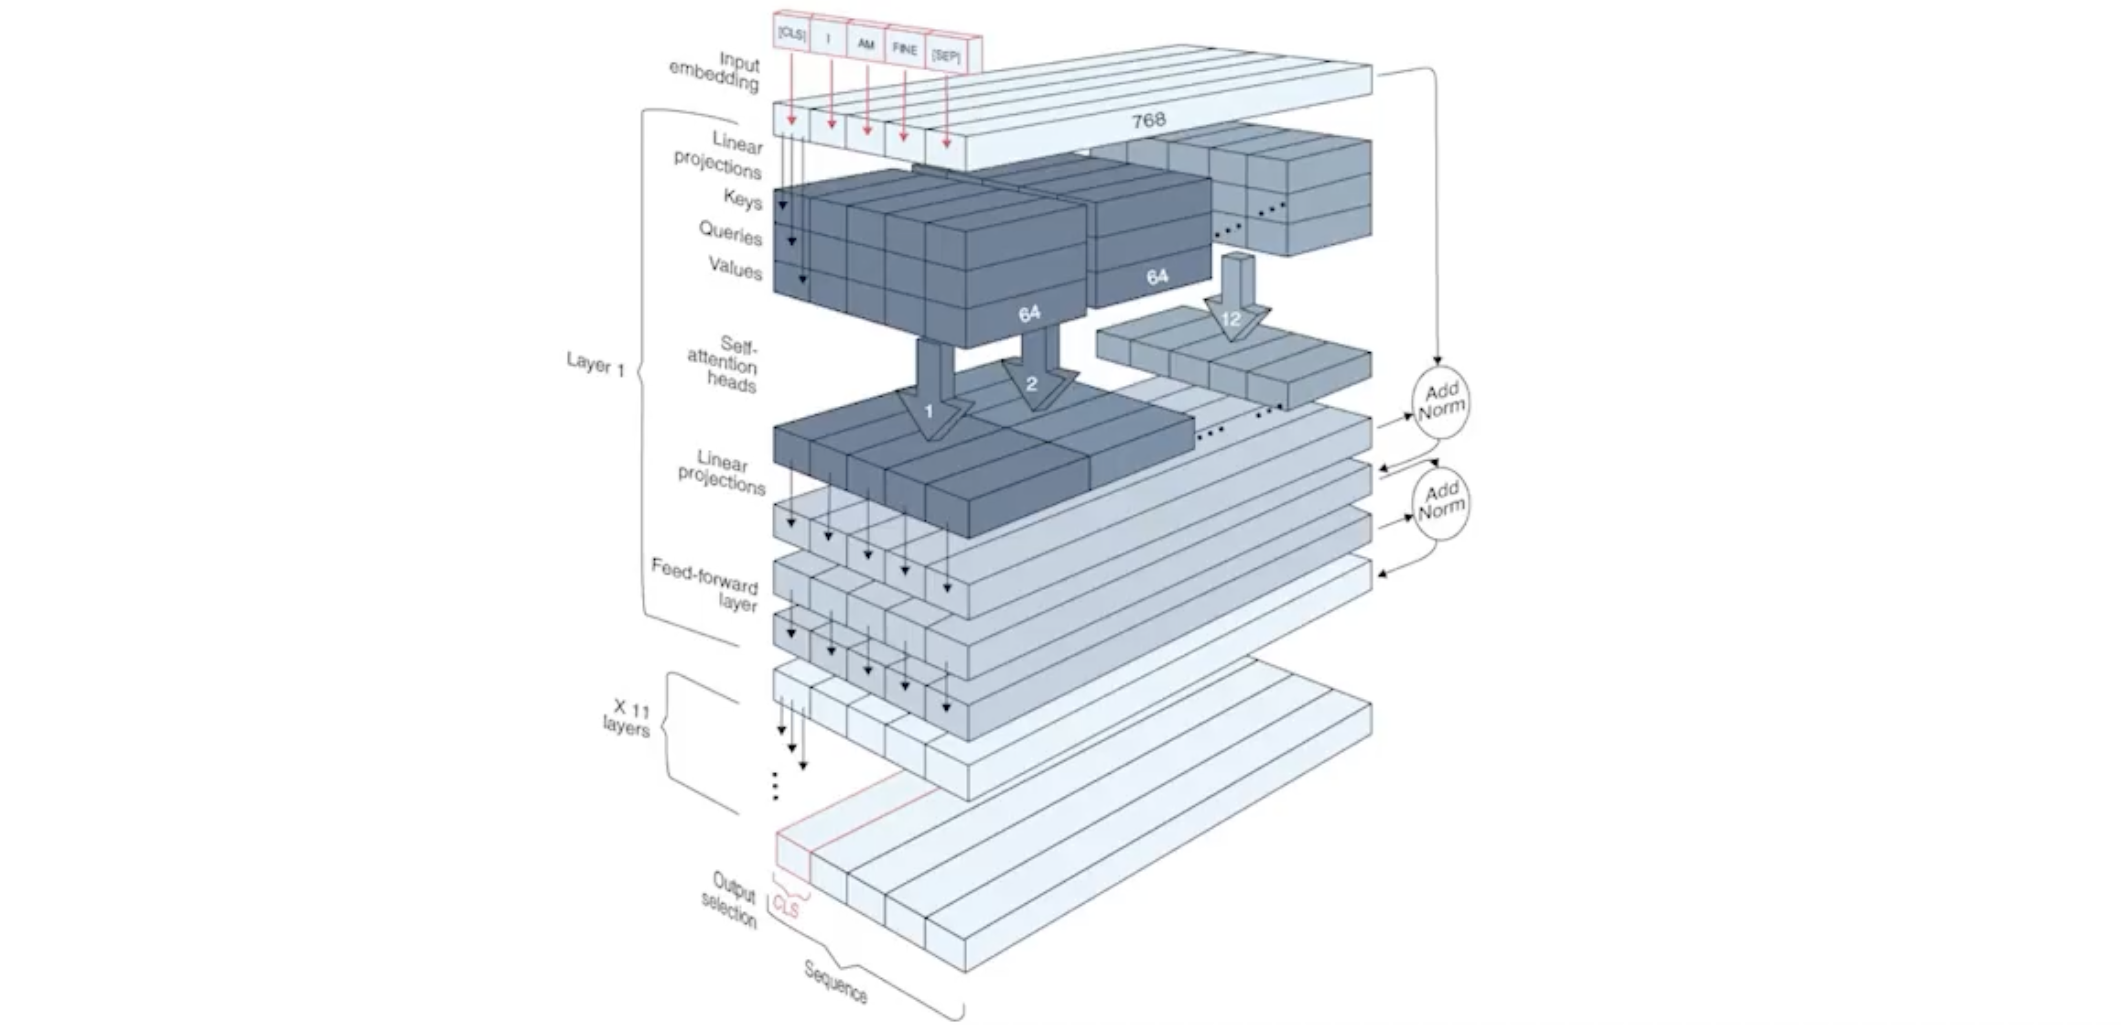 [CLS] I AM FINE [SEP]
Input
embedding
768
Linear
projections
Keys
Queries
Values
64
64
12
Layer 1
Self-
attention
heads
1
2
Add
Norm
Linear
projections
Add
Norm
Feed-forward
layer
X 11
layers
Output
selection
CLS
Sequence